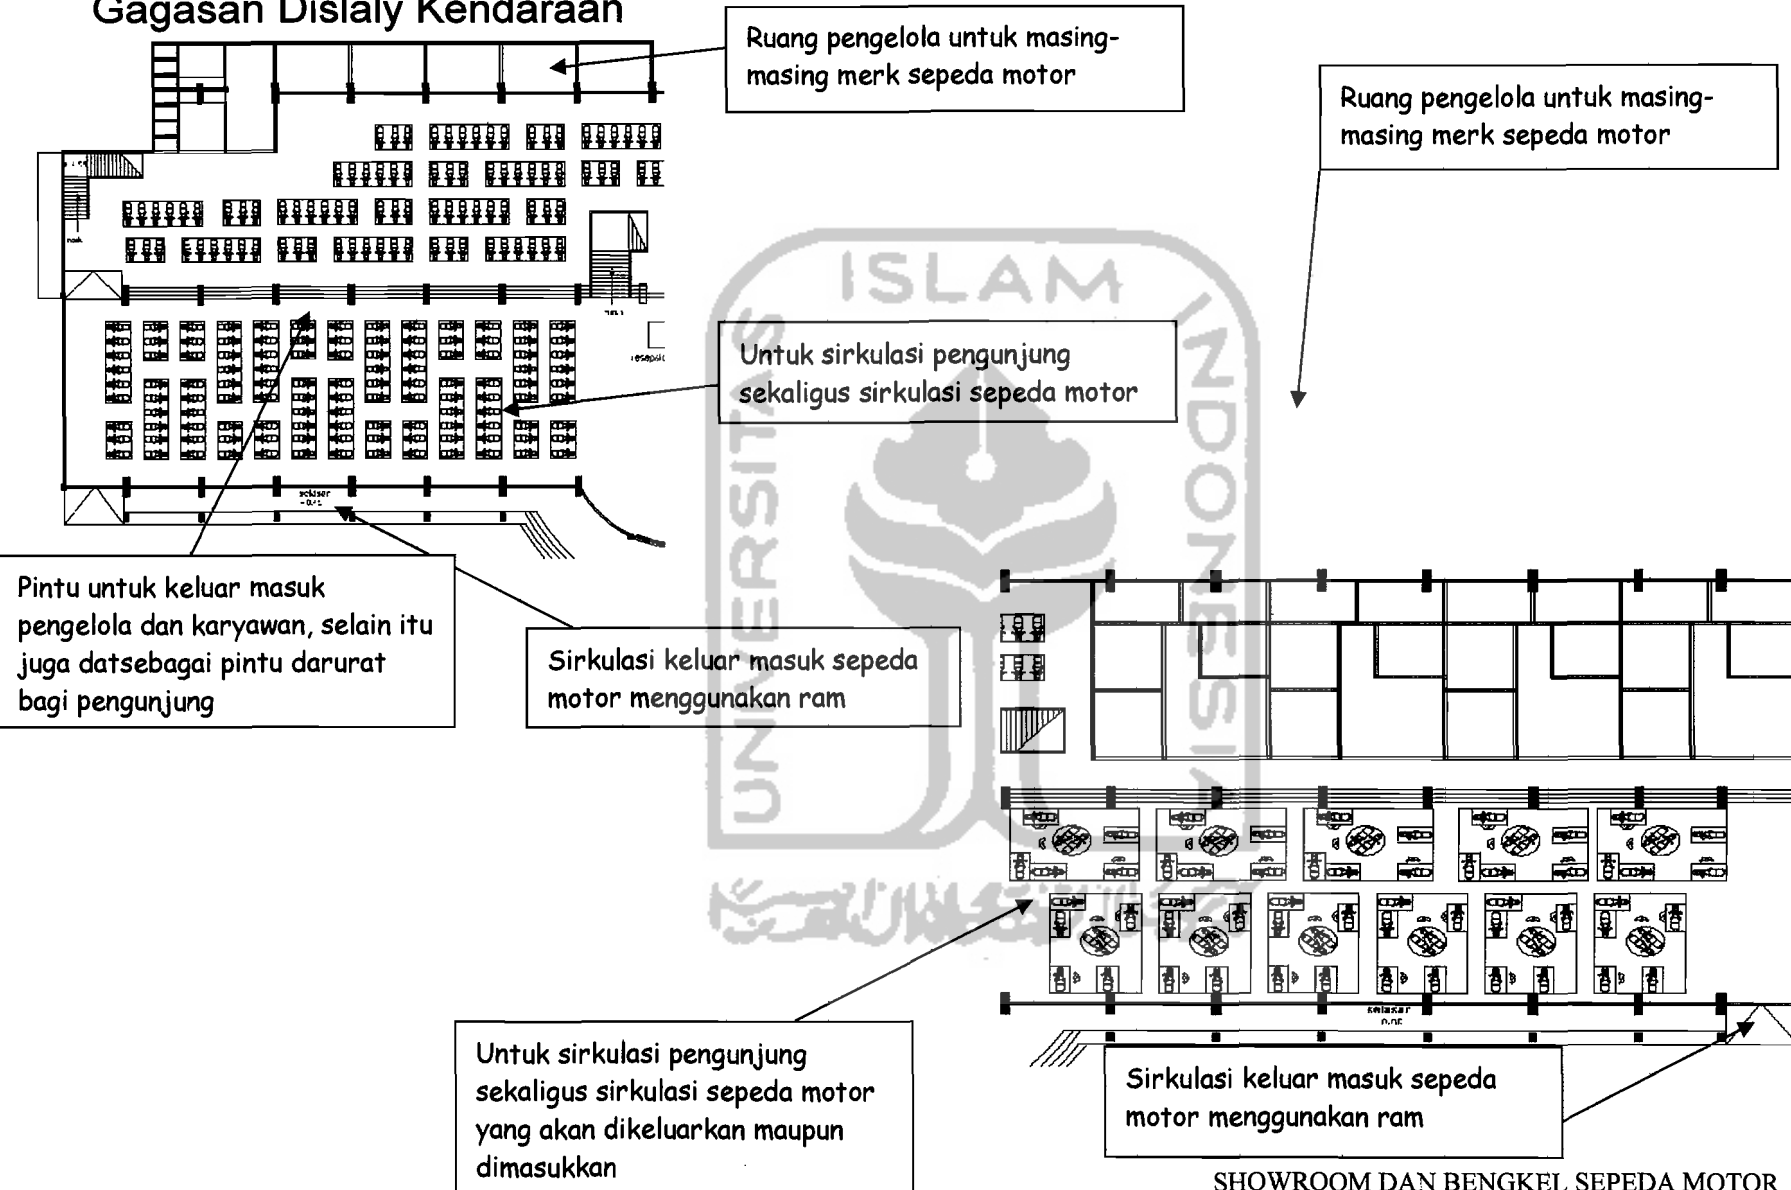 Gagasan Dislaly Kendaraan
Ruang pengelola untuk masing-
masing merk sepeda motor
Ruang pengelola untuk masing-
masing merk sepeda motor
Untuk sirkulasi pengunjung
sekaligus sirkulasi sepeda motor
Pintu untuk keluar masuk
pengelola dan karyawan, selain itu
juga datsebagai pintu darurat
bagi pengunjung
Sirkulasi keluar masuk sepeda
motor menggunakan ram
Untuk sirkulasi pengunjung
sekaligus sirkulasi sepeda motor
yang akan dikeluarkan maupun
dimasukkan
Sirkulasi keluar masuk sepeda
motor menggunakan ram
selasar
selasar
naik
UNIVERSITAS
ISLAM
INDONESIA
SHOWROOM DAN BENGKEL SEPEDA MOTOR